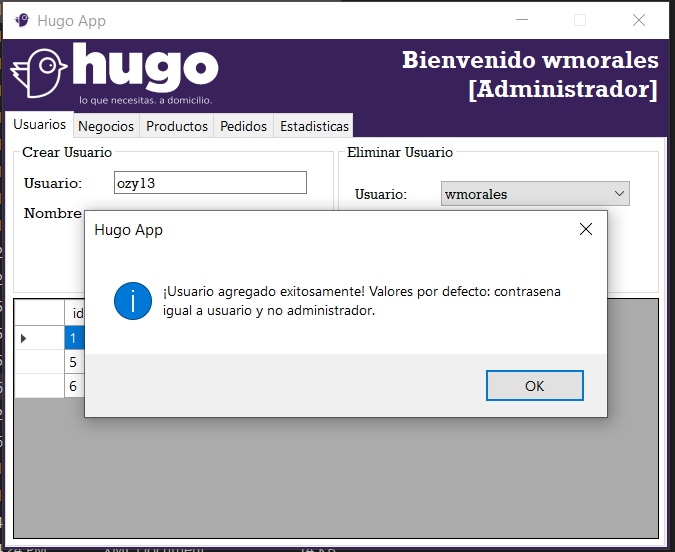 Hugo App
hugo
lo que necesitas. a domicilio.
Bienvenido wmorales
[Administrador]
Usuarios
Negocios
Productos
Pedidos
Estadisticas
Crear Usuario
Usuario:
ozy13
Nombre
Eliminar Usuario
Usuario:
wmorales
Hugo App
¡Usuario agregado exitosamente! Valores por defecto: contrasena
igual a usuario y no administrador.
OK
id
1
5
6